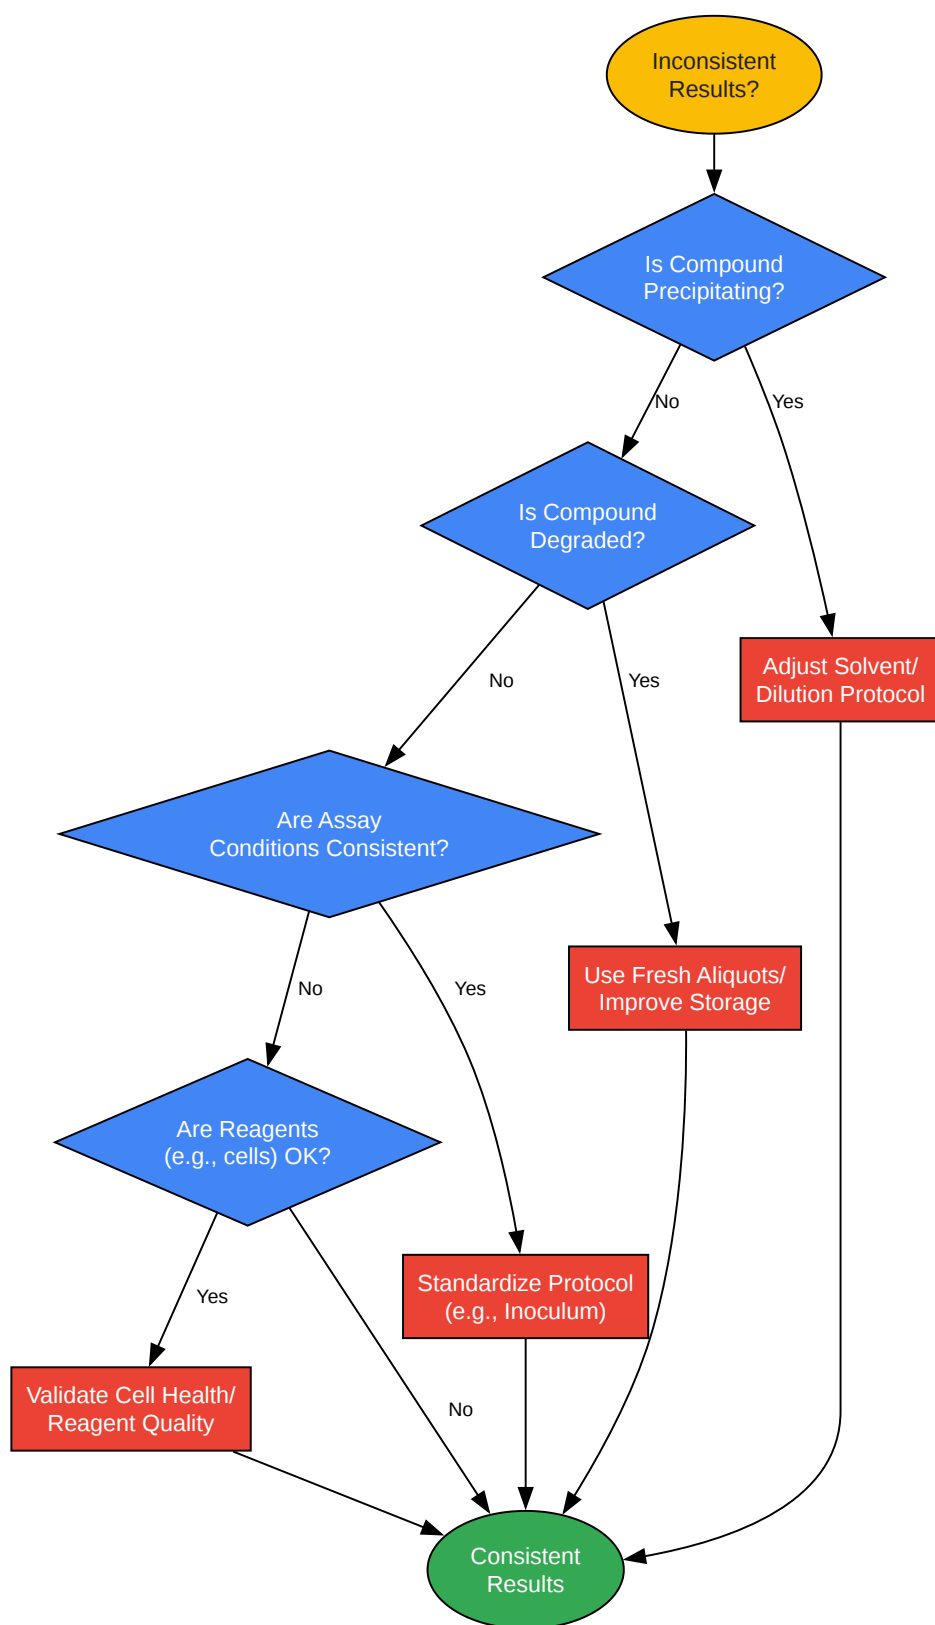 Inconsistent
Results?
Is Compound
Precipitating?
No
Yes
Is Compound
Degraded?
No
Yes
Adjust Solvent/
Dilution Protocol
Are Assay
Conditions Consistent?
Use Fresh Aliquots/
Improve Storage
No
Yes
Are Reagents
(e.g., cells) OK?
Standardize Protocol
(e.g., Inoculum)
Yes
Validate Cell Health/
Reagent Quality
No
Consistent
Results